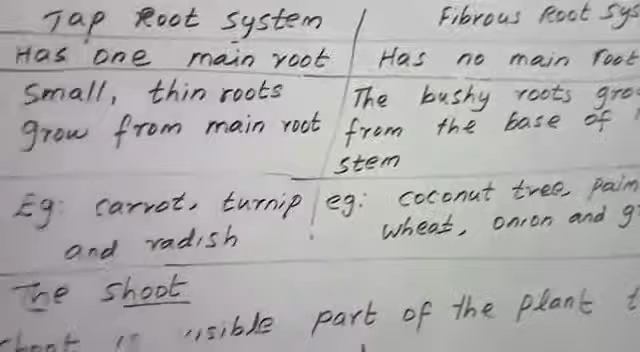 Tap Root System | Fibrous Root Sys
Has one main root | Has no main root
Small, thin roots | The bushy roots gro
grow from main root | from the base of
stem
Eg: carrot, turnip | eg: coconut tree, palm
and radish | wheat, onion and g
The shoot
shoot is visible part of the plant t